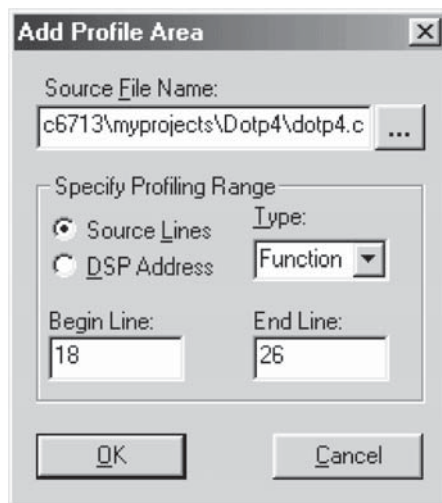 Add Profile Area
Source File Name:
c6713\myprojects\Dotp4\dotp4.c ...
Specify Profiling Range
Source Lines
Type:
DSP Address
Function
Begin Line:
End Line:
18
26
OK
Cancel